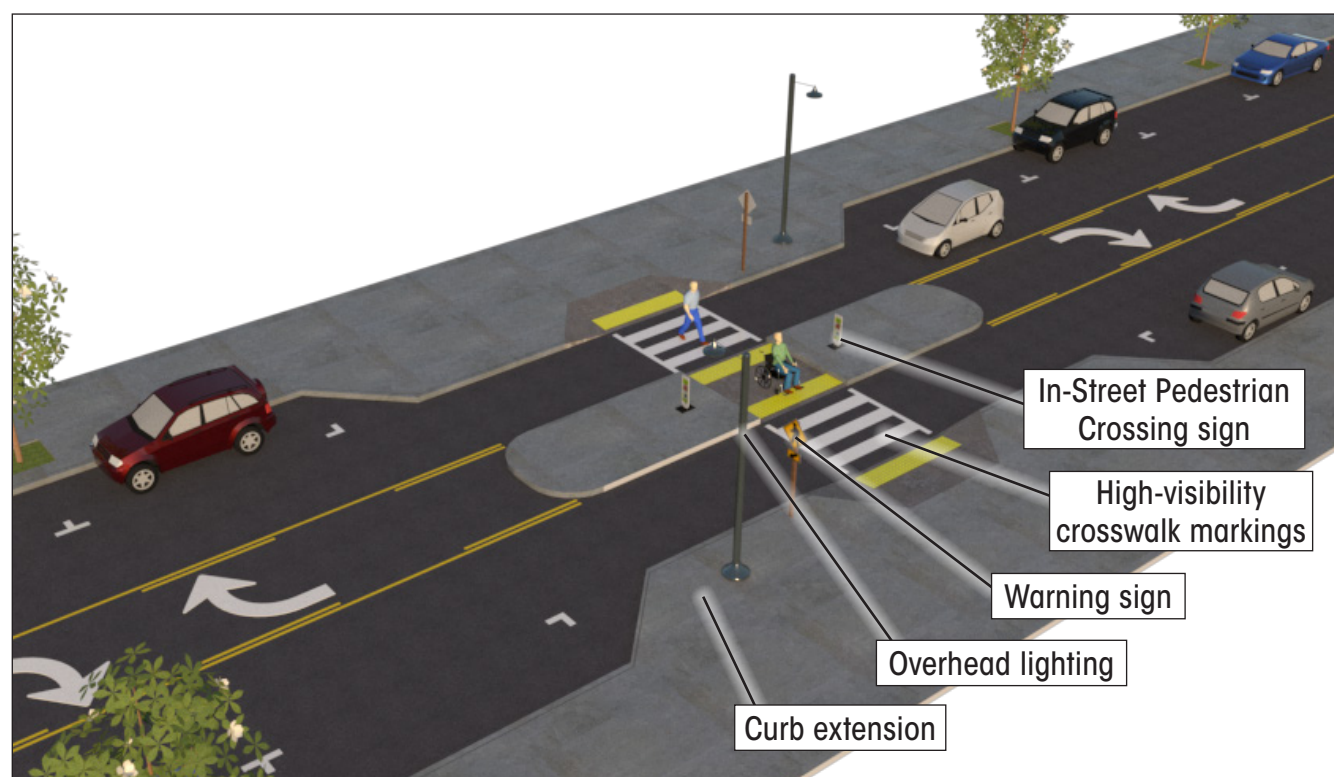 In-Street Pedestrian
Crossing sign
High-visibility
crosswalk markings
Warning sign
Overhead lighting
Curb extension